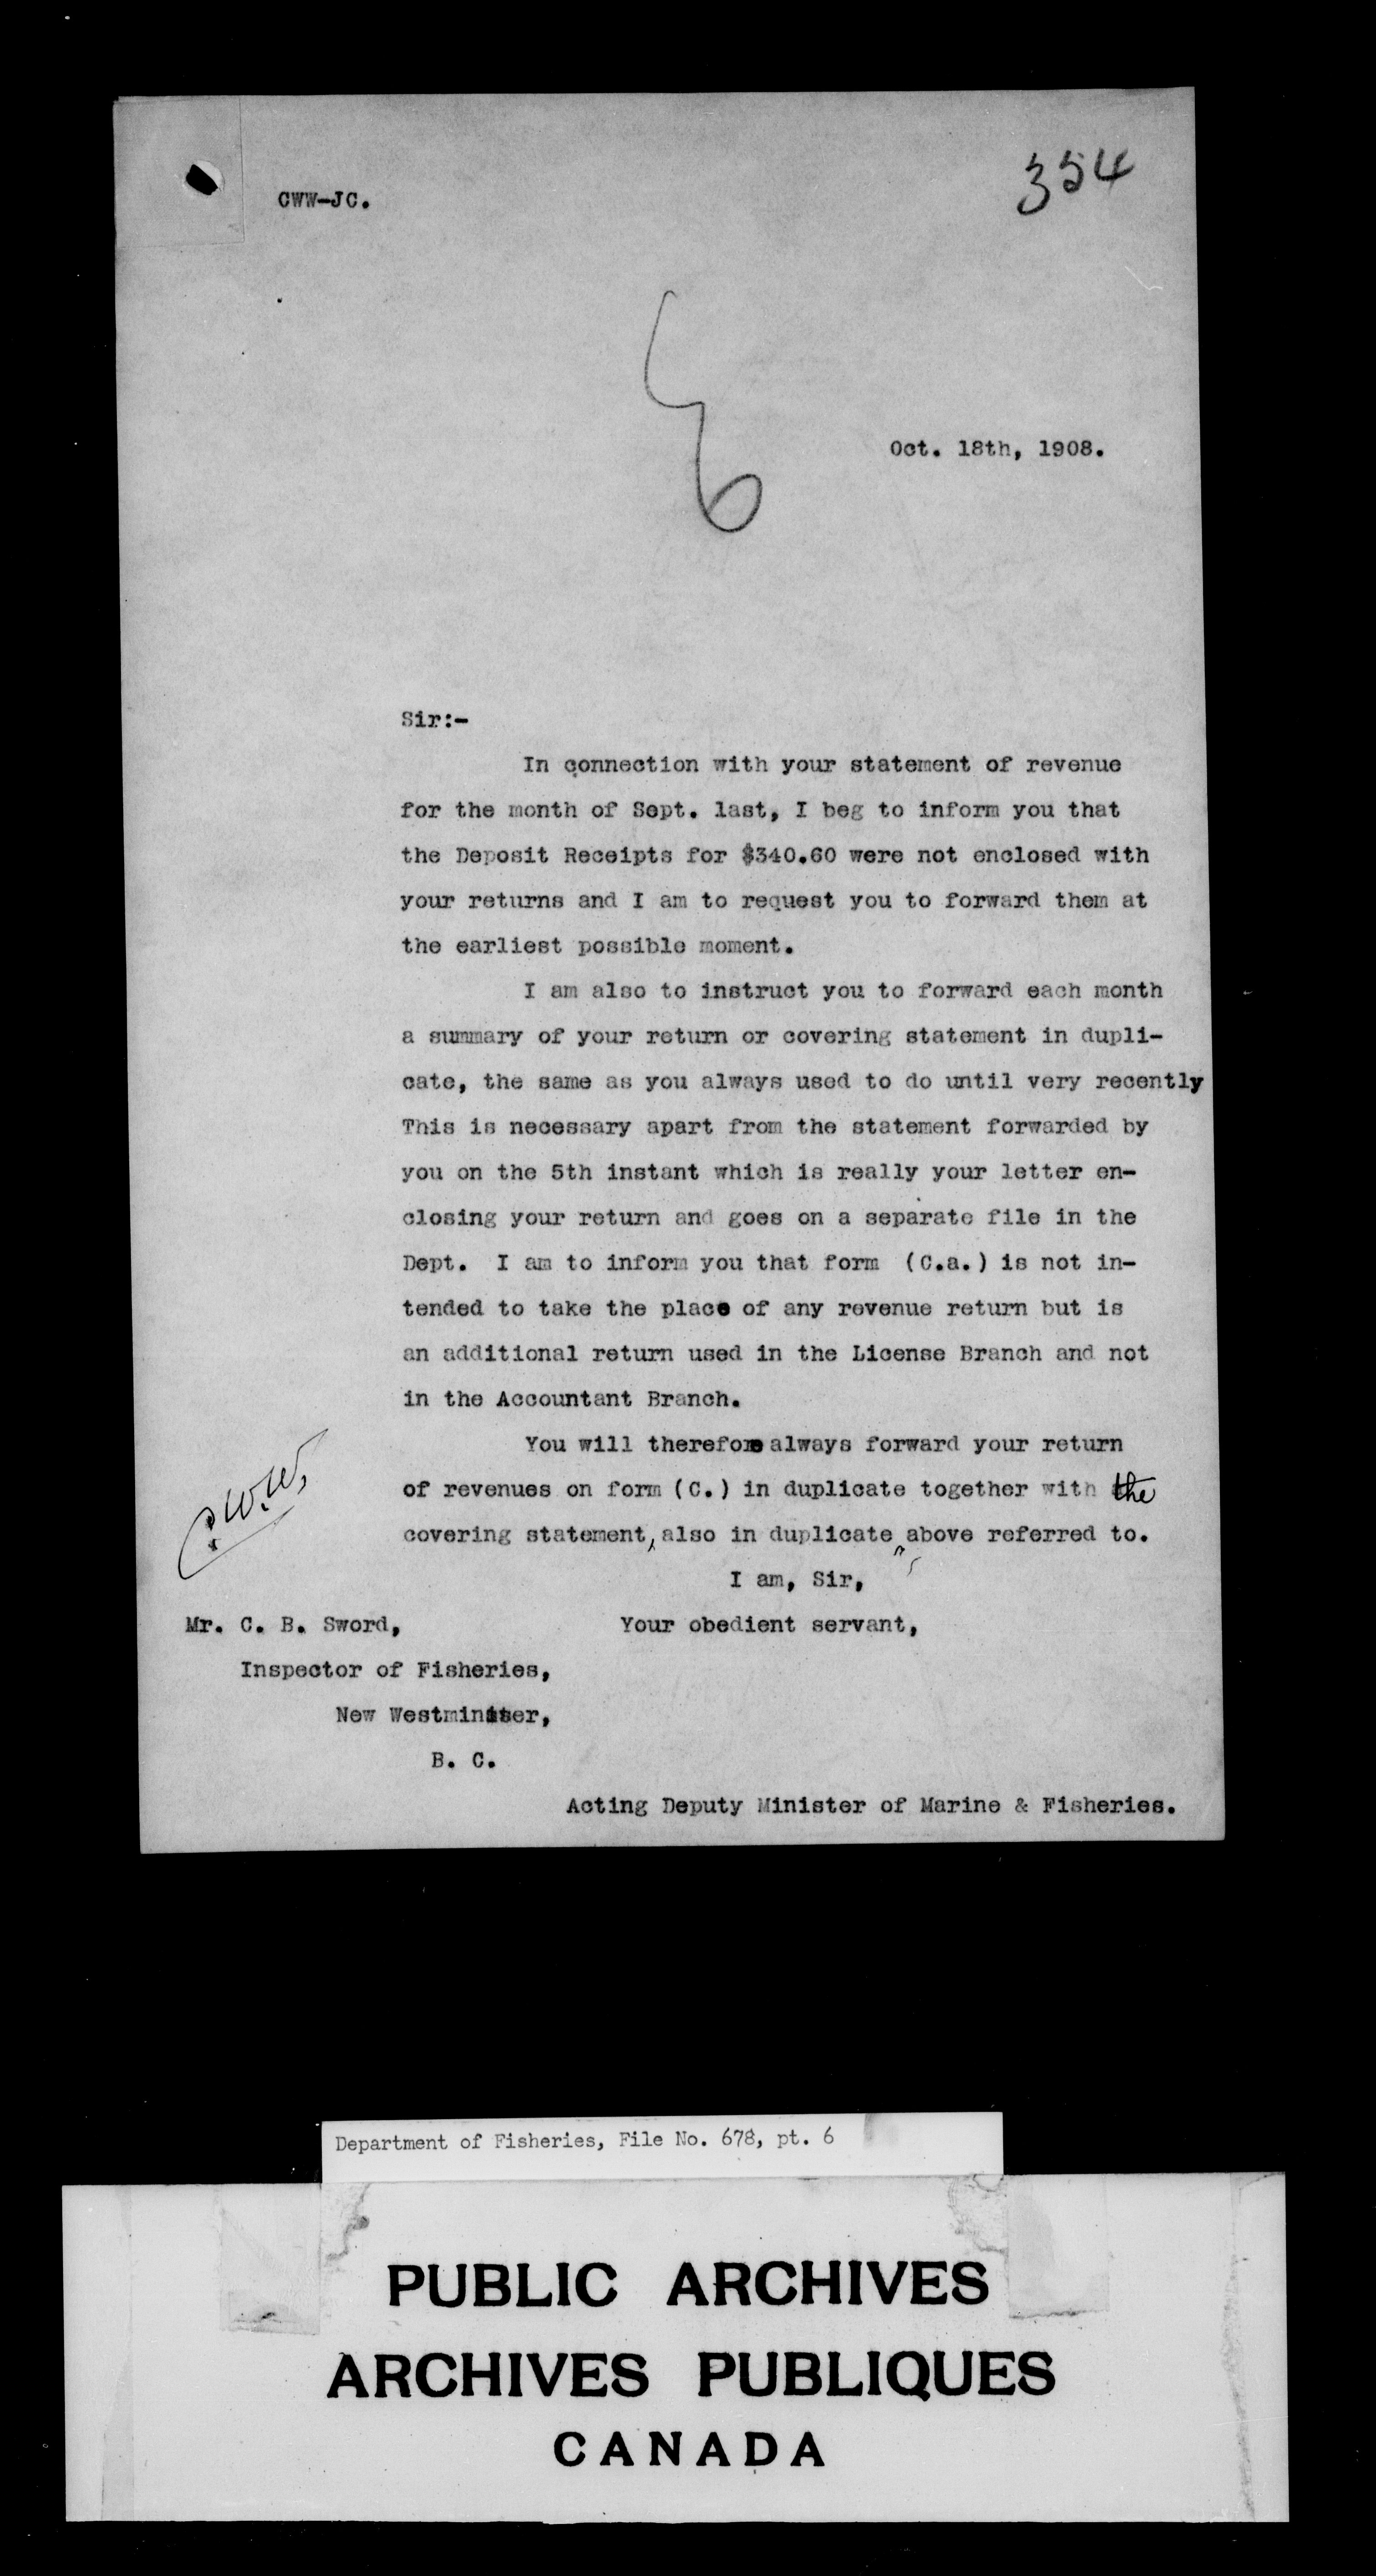 CWW-JC.
354
Oct. 18th, 1908.
Sir:-
In connection with your statement of revenue
for the month of Sept. last, I beg to inform you that
the Deposit Receipts for $340.60 were not enclosed with
your returns and I am to request you to forward them at
the earliest possible moment.
I am also to instruct you to forward each month
a summary of your return or covering statement in dupli-
cate, the same as you always used to do until very recently
This is necessary apart from the statement forwarded by
you on the 5th instant which is really your letter en-
closing your return and goes on a separate file in the
Dept. I am to inform you that form (C.a.) is not in-
tended to take the place of any revenue return but is
an additional return used in the License Branch and not
in the Accountant Branch.
You will therefore always forward your return
of revenues on form (C.) in duplicate together with the
covering statement, also in duplicate, above referred to.
I am, Sir,
C.W.W.
Mr. C. B. Sword, Your obedient servant,
Inspector of Fisheries,
New Westminster,
B. C.
Acting Deputy Minister of Marine & Fisheries.
Department of Fisheries, File No. 678, pt. 6
PUBLIC ARCHIVES
ARCHIVES PUBLIQUES
CANADA